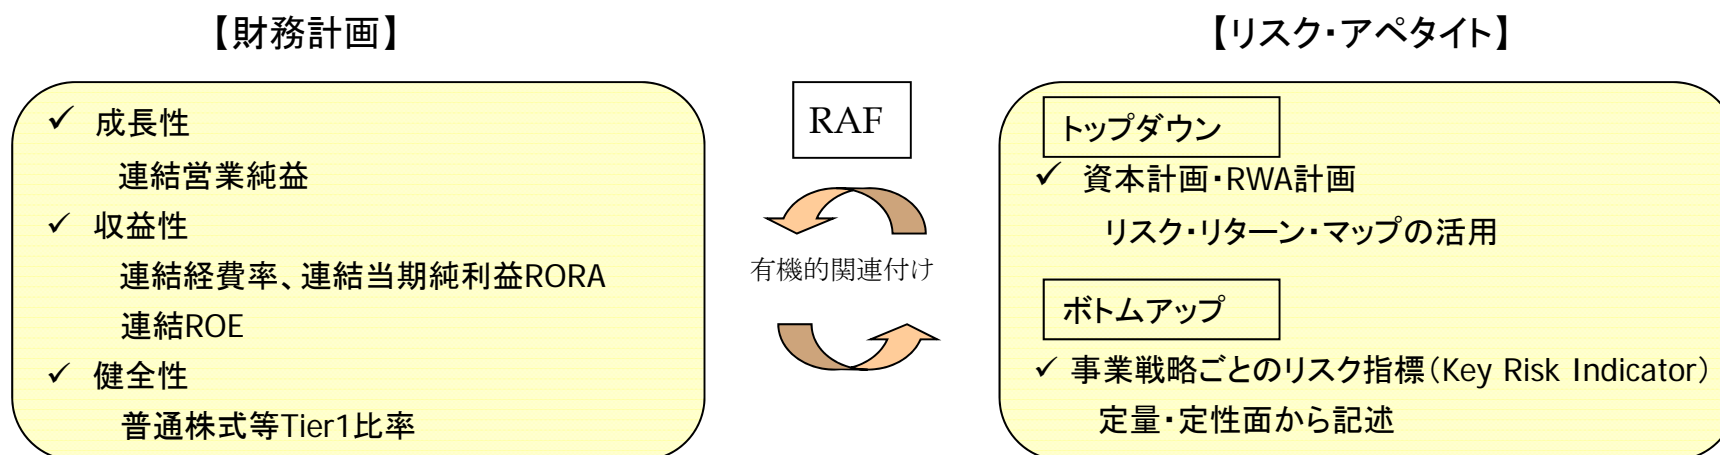 【財務計画】
✓ 成長性
連結営業純益
✓ 収益性
連結経費率、連結当期純利益RORA
連結ROE
✓ 健全性
普通株式等Tier1比率
RAF
有機的関連付け
【リスク・アペタイト】
トップダウン
✓ 資本計画・RWA計画
リスク・リターン・マップの活用
ボトムアップ
✓ 事業戦略ごとのリスク指標（Key Risk Indicator）
定量・定性面から記述